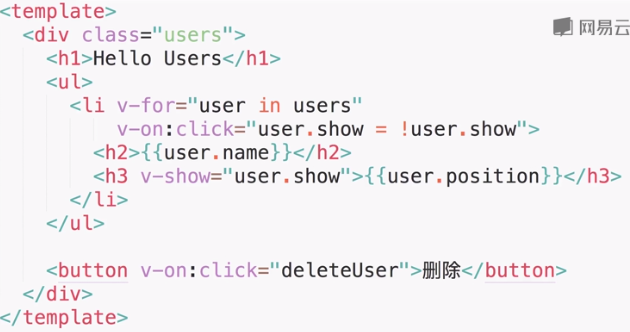 <template>
网易云
  <div class="users">
    <h1>Hello Users</h1>
    <ul>
      <li v-for="user in users"
          v-on:click="user.show = !user.show">
        <h2>{{user.name}}</h2>
        <h3 v-show="user.show">{{user.position}}</h3>
      </li>
    </ul>
    <button v-on:click="deleteUser">删除</button>
  </div>
</template>